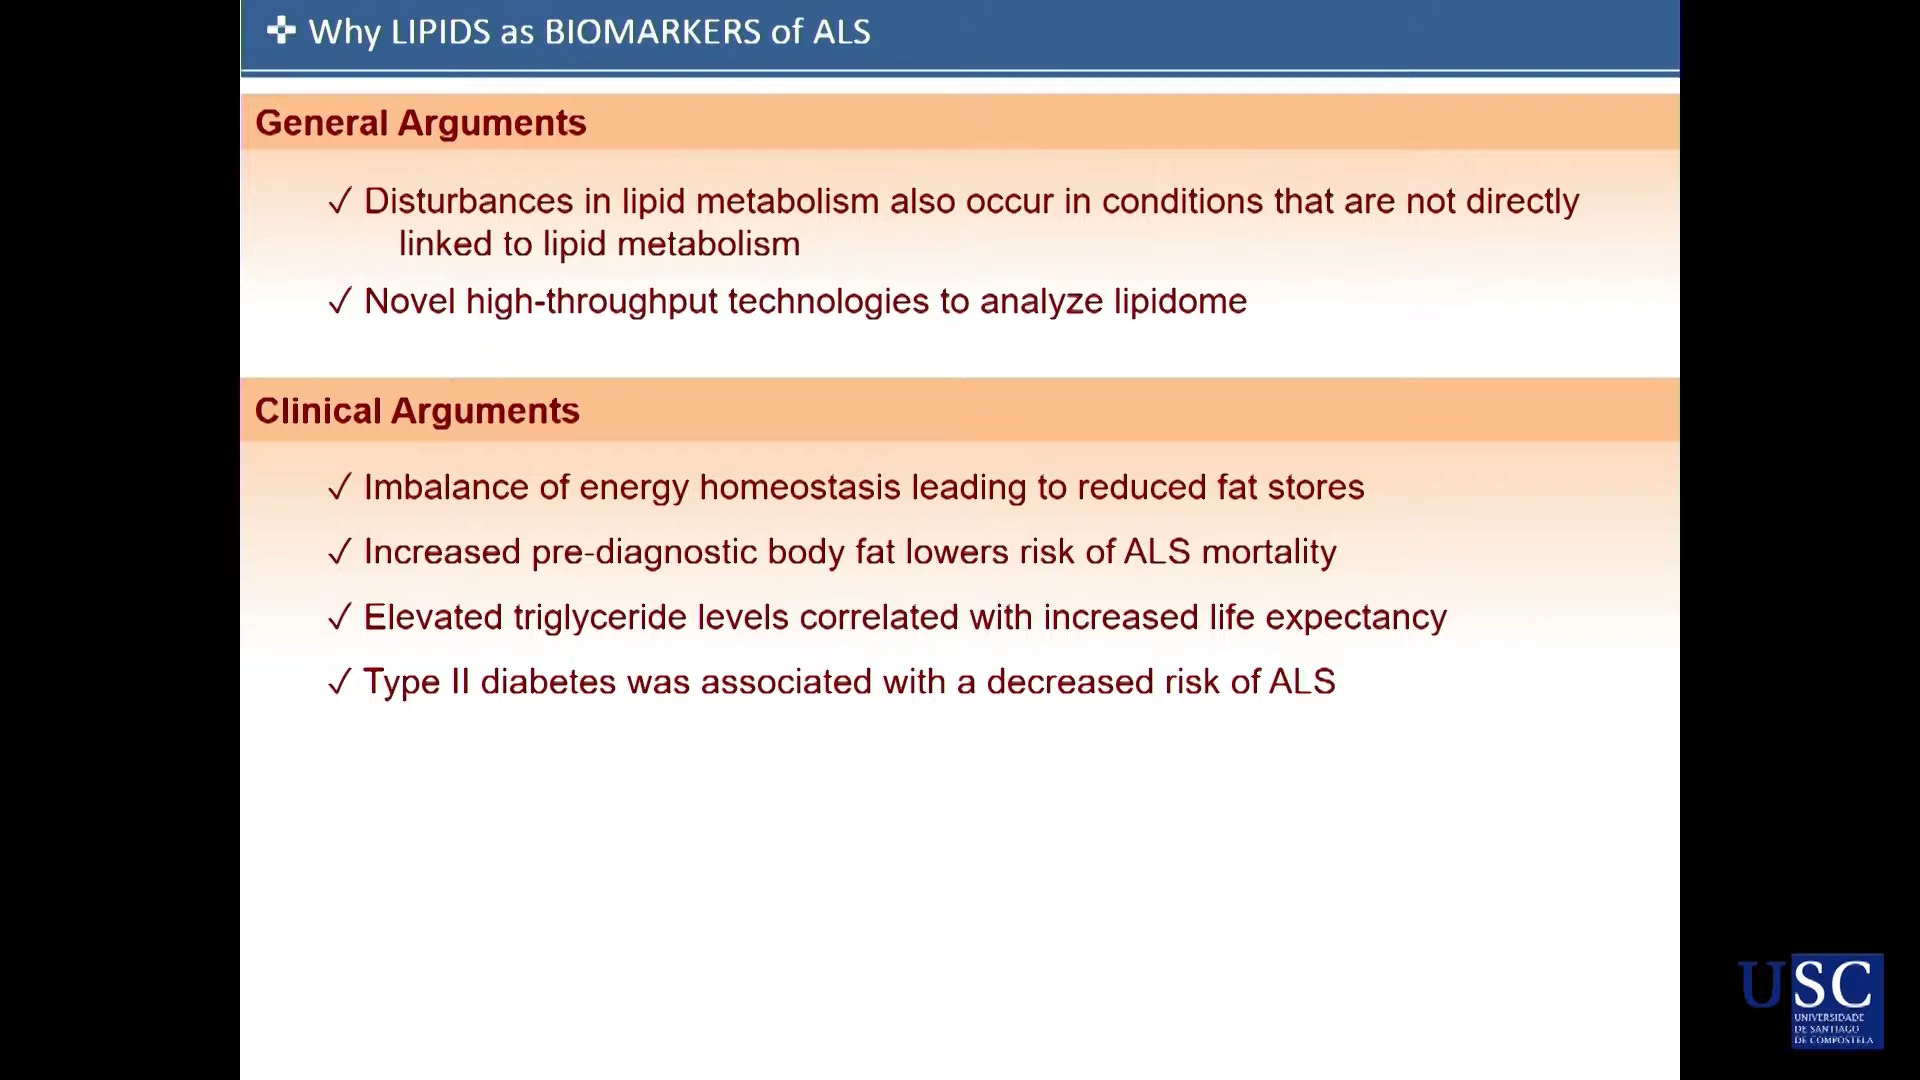 Why LIPIDS as BIOMARKERS of ALS
General Arguments
✓ Disturbances in lipid metabolism also occur in conditions that are not directly
linked to lipid metabolism
✓ Novel high-throughput technologies to analyze lipidome
Clinical Arguments
✓ Imbalance of energy homeostasis leading to reduced fat stores
✓ Increased pre-diagnostic body fat lowers risk of ALS mortality
✓ Elevated triglyceride levels correlated with increased life expectancy
✓ Type II diabetes was associated with a decreased risk of ALS
USC
UNIVERSIDADE
DE SANTIAGO
DE COMPOSTELA